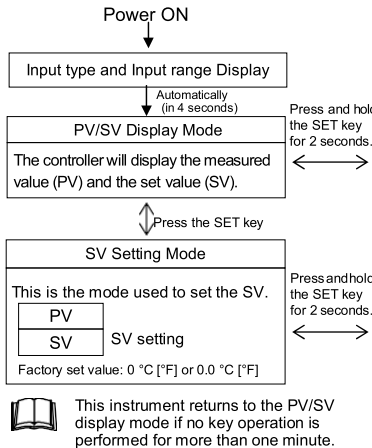 Power ON
Input type and Input range Display
Automatically
(in 4 seconds)
PV/SV Display Mode
The controller will display the measured
value (PV) and the set value (SV).
Press and hold
the SET key
for 2 seconds.
Press the SET key
SV Setting Mode
This is the mode used to set the SV.
PV
SV
SV setting
Factory set value: 0 °C [°F] or 0.0 °C [°F]
Press and hold
the SET key
for 2 seconds.
This instrument returns to the PV/SV
display mode if no key operation is
performed for more than one minute.